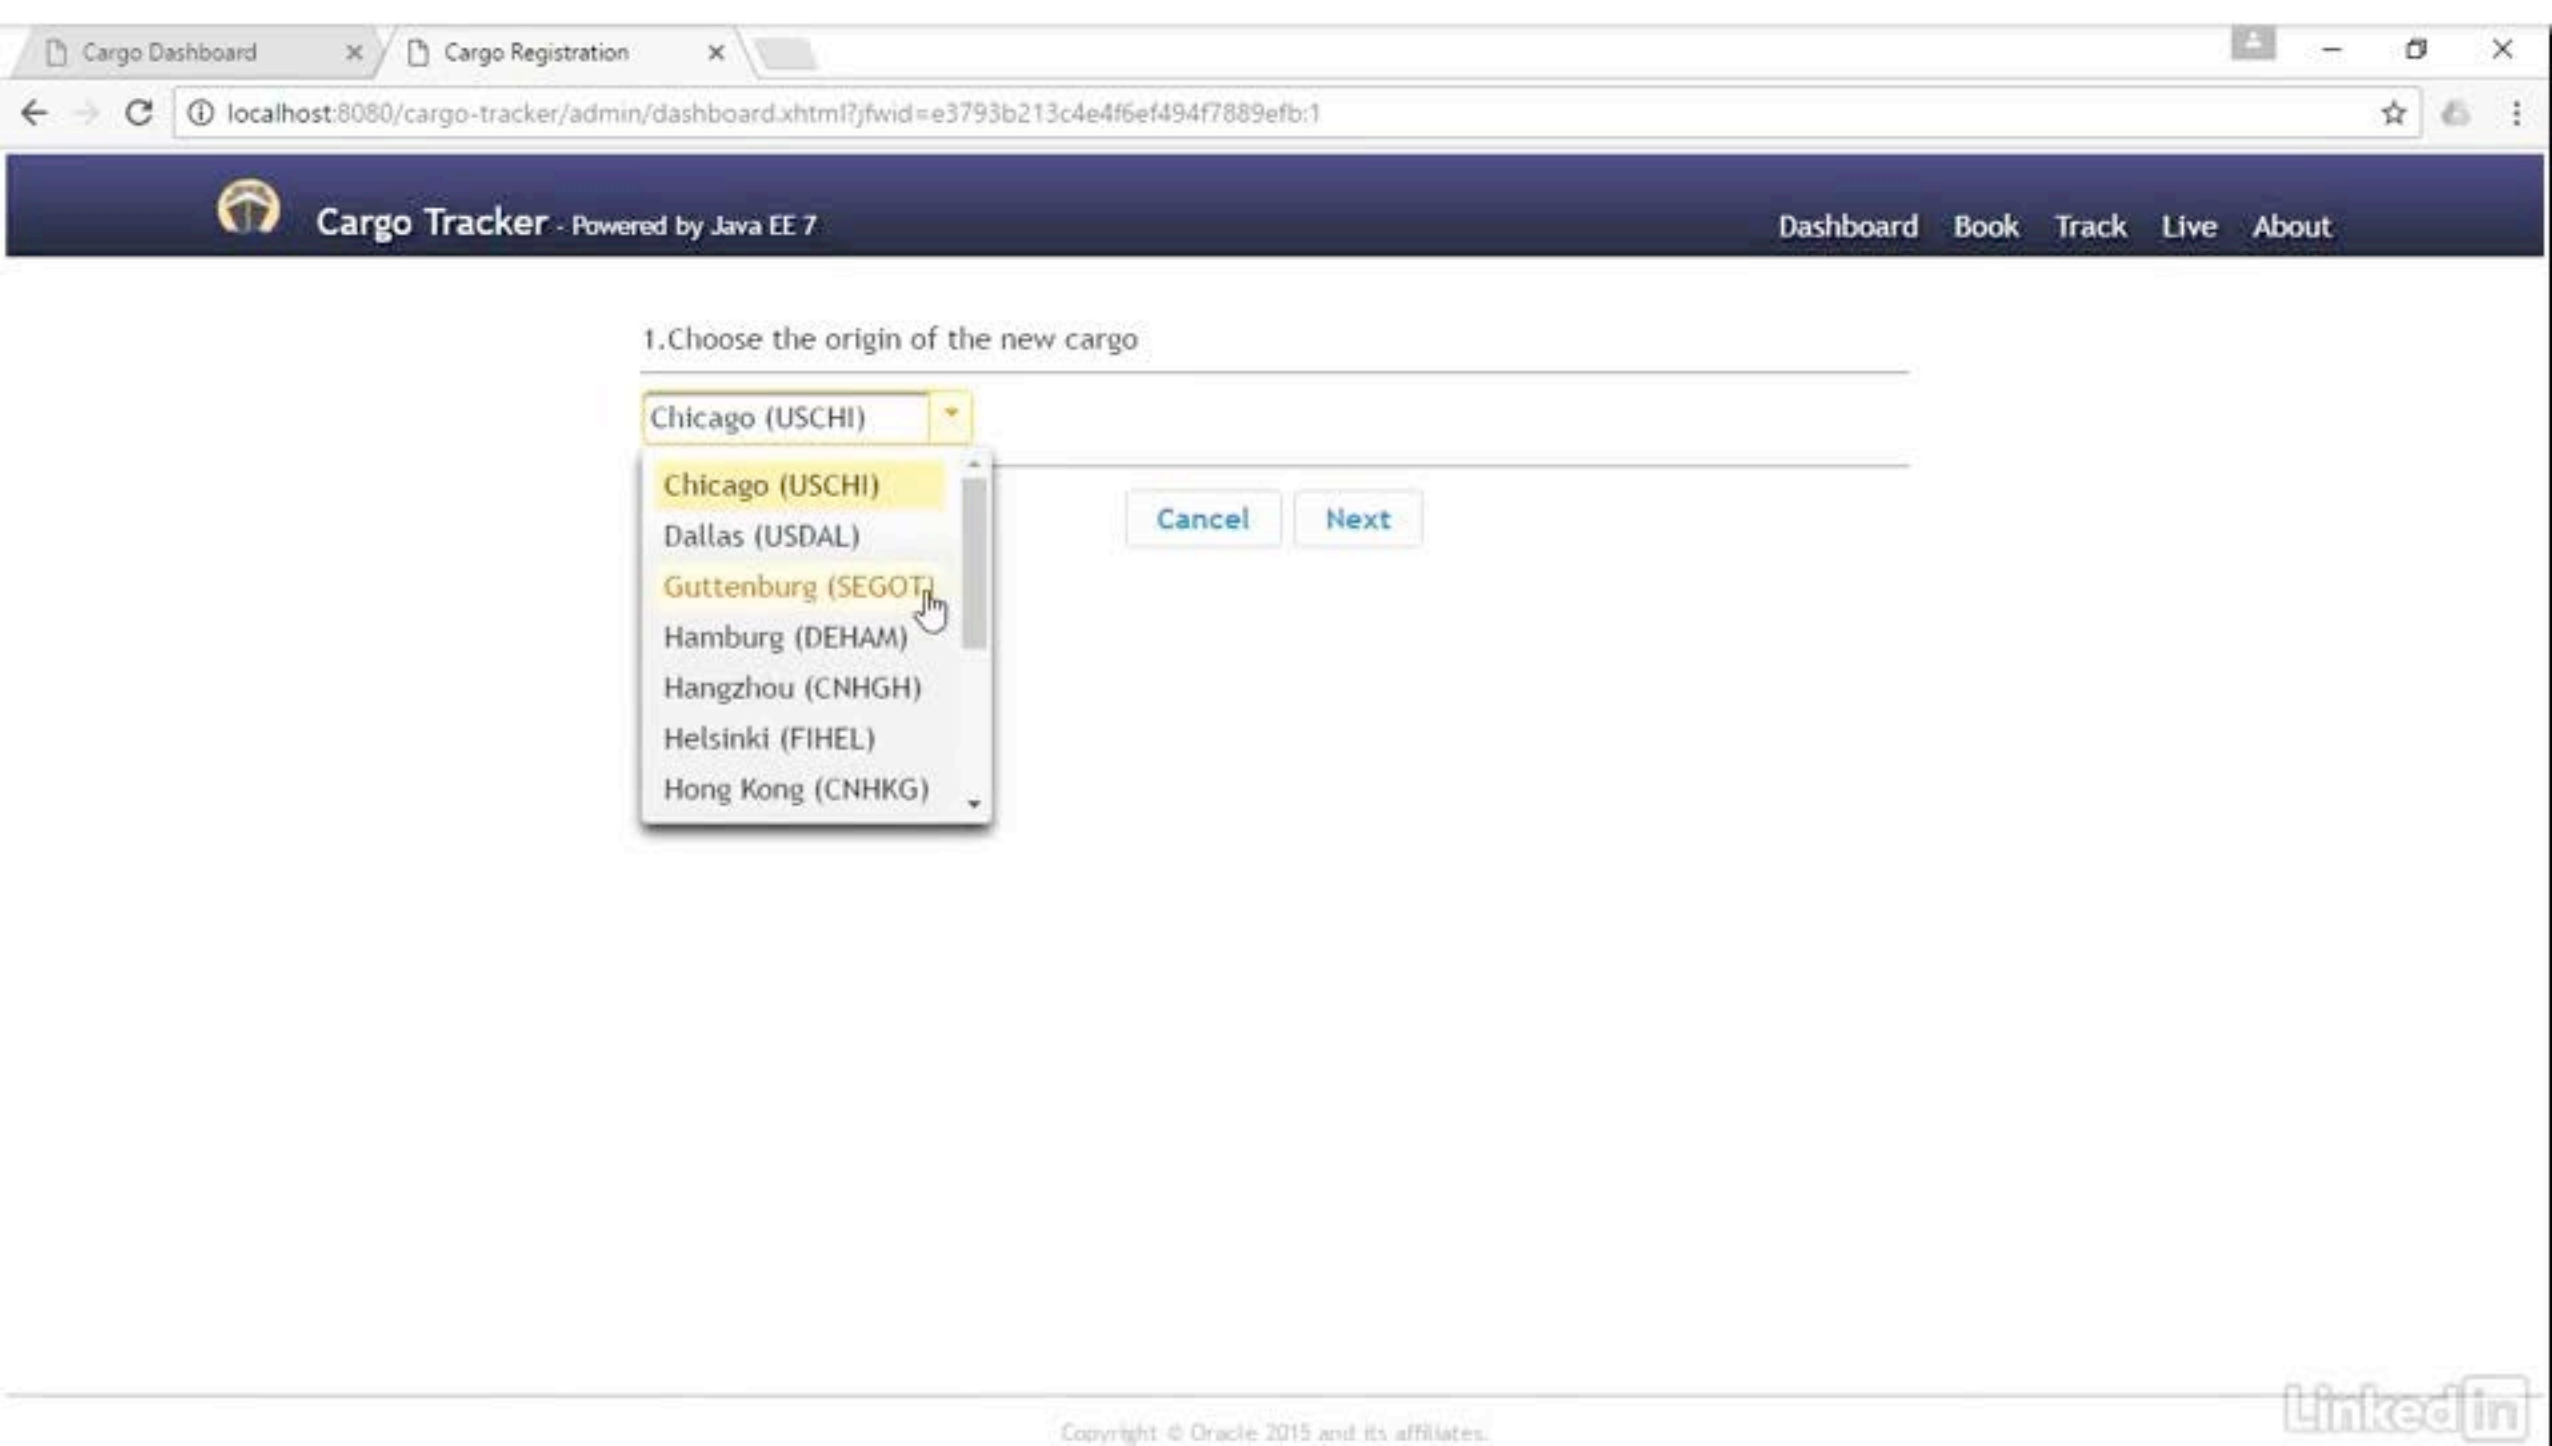 Cargo Dashboard
Cargo Registration
localhost:8080/cargo-tracker/admin/dashboard.xhtml?jfwid=e3793b213c4e4f6ef494f7889efb:1
Cargo Tracker - Powered by Java EE 7
Dashboard Book Track Live About
1.Choose the origin of the new cargo
Chicago (USCHI)
Chicago (USCHI)
Dallas (USDAL)
Guttenburg (SEGOT)
Hamburg (DEHAM)
Hangzhou (CNHGH)
Helsinki (FIHEL)
Hong Kong (CNHKG)
Cancel Next
Copyright © Oracle 2015 and its affiliates.
Linked in